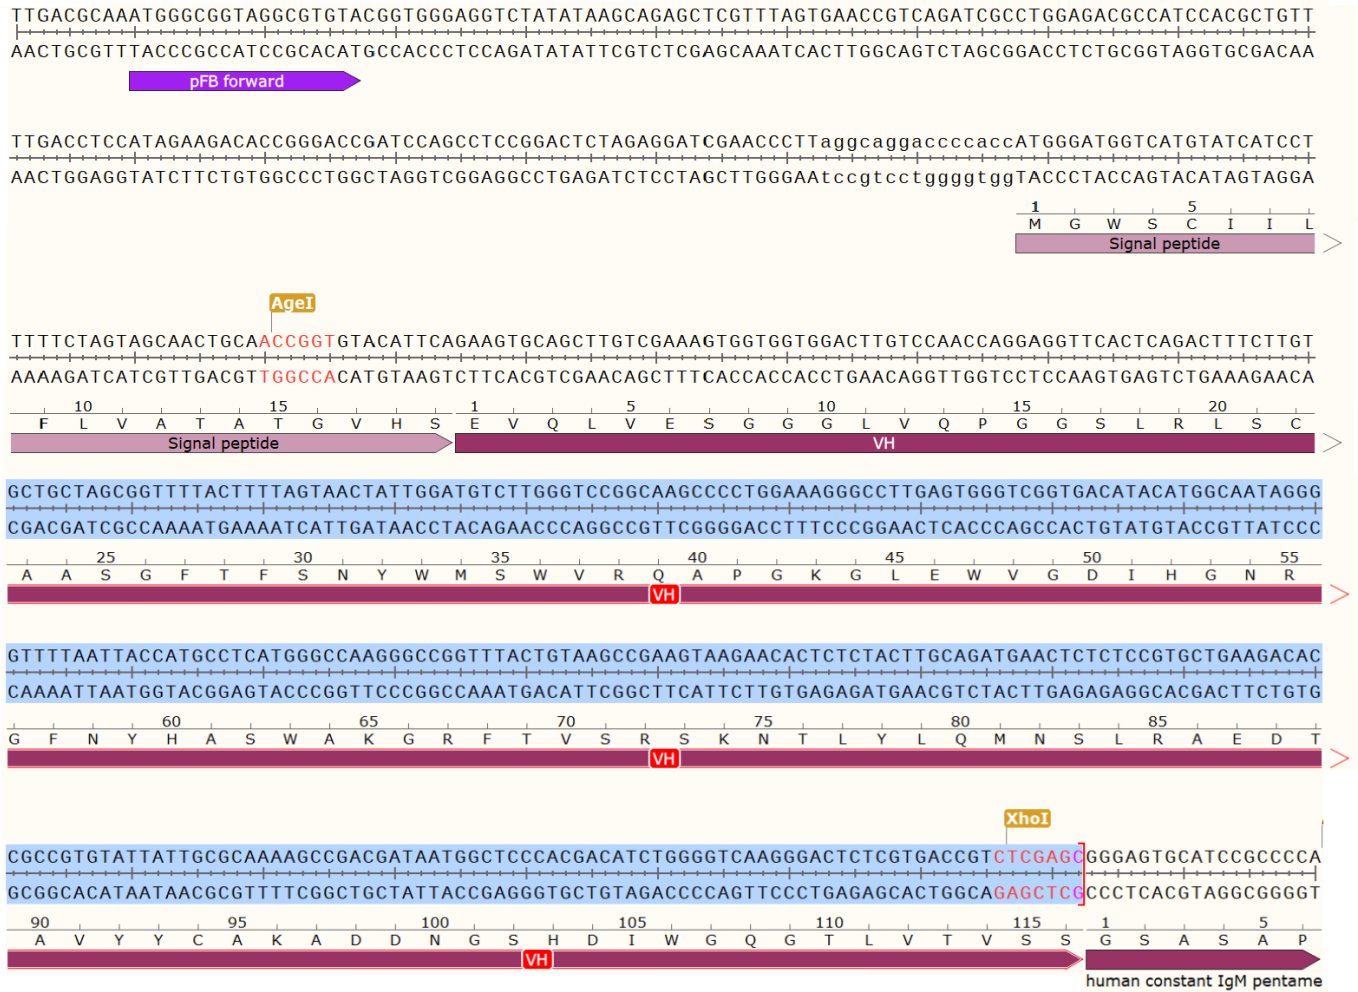 TTGACGCAAATGGGCGGTAGGCGTGTACGGTGGGAGGTCTATATAAGCAGAGCTCGTTTAGTGAACCGTCAGATCGCCTGGAGACGCCATCCACGCTGTT
AACTGCGTTTACCCGCCATCCGCACATGCCACCCTCCAGATATATTCGTCTCGAGCAAATCACTTGGCAGTCTAGCGGACCTCTGCGGTAGGTGCGACAA
pFB forward
TTGACCTCCATAGAAGACACCGGGACCGATCCAGCCTCCGGACTCTAGAGGATCGAACCCTTaggcaggaccccaccATGGGATGGTCATGTATCATCCT
AACTGGAGGTATCTTCTGTGGCCCTGGCTAGGTCGGAGGCCTGAGATCTCCTAGCTTGGGAAtccgtcctggggtggTACCCTACCAGTACATAGTAGGA
1 5
M G W S C I I L
Signal peptide
AgeI
TTTTCTAGTAGCAACTGCAACCGGTGTACATTCAGAAGTGCAGCTTGTCGAAAGTGGTGGTGGACTTGTCCAACCAGGAGGTTCACTCAGACTTTCTTGT
AAAAGATCATCGTTGACGTTGGCCACATGTAAGTCTTCACGTCGAACAGCTTTCACCACCACCTGAACAGGTTGGTCCTCCAAGTGAGTCTGAAAGAACA
10 15 1 5 10 15 20
F L V A T A T G V H S E V Q L V E S G G G L V Q P G G S L R L S C
Signal peptide VH
GCTGCTAGCGGTTTTACTTTTAGTAACTATTGGATGTCTTGGGTCCGGCAAGCCCCTGGAAAGGGCCTTGAGTGGGTCGGTGACATACATGGCAATAGGG
CGACGATCGCCAAAATGAAAATCATTGATAACCTACAGAACCCAGGCCGTTCGGGGACCTTTCCCGGAACTCACCCAGCCACTGTATGTACCGTTATCCC
25 30 35 40 45 50 55
A A S G F T F S N Y W M S W V R Q A P G K G L E W V G D I H G N R
VH
GTTTTAATTACCATGCCTCATGGGCCAAGGGCCGGTTTACTGTAAGCCGAAGTAAGAACACTCTCTACTTGCAGATGAACTCTCTCCGTGCTGAAGACAC
CAAAATTAATGGTACGGAGTACCCGGTTCCCGGCCAAATGACATTCGGCTTCATTCTTGTGAGAGATGAACGTCTACTTGAGAGAGGCACGACTTCTGTG
60 65 70 75 80 85
G F N Y H A S W A K G R F T V S R S K N T L Y L Q M N S L R A E D T
VH
XhoI
CGCCGTGTATTATTGCGCAAAAGCCGACGATAATGGCTCCCACGACATCTGGGGTCAAGGGACTCTCGTGACCGTCTCGAGCGGGAGTGCATCCGCCCCA
GCGGCACATAATAACGCGTTTTCGGCTGCTATTACCGAGGGTGCTGTAGACCCCAGTTCCCTGAGAGCACTGGCAGAGCTCGCCCTCACGTAGGCGGGGT
90 95 100 105 110 115 1 5
A V Y Y C A K A D D N G S H D I W G Q G T L V T V S S G S A S A P
VH
human constant IgM pentame